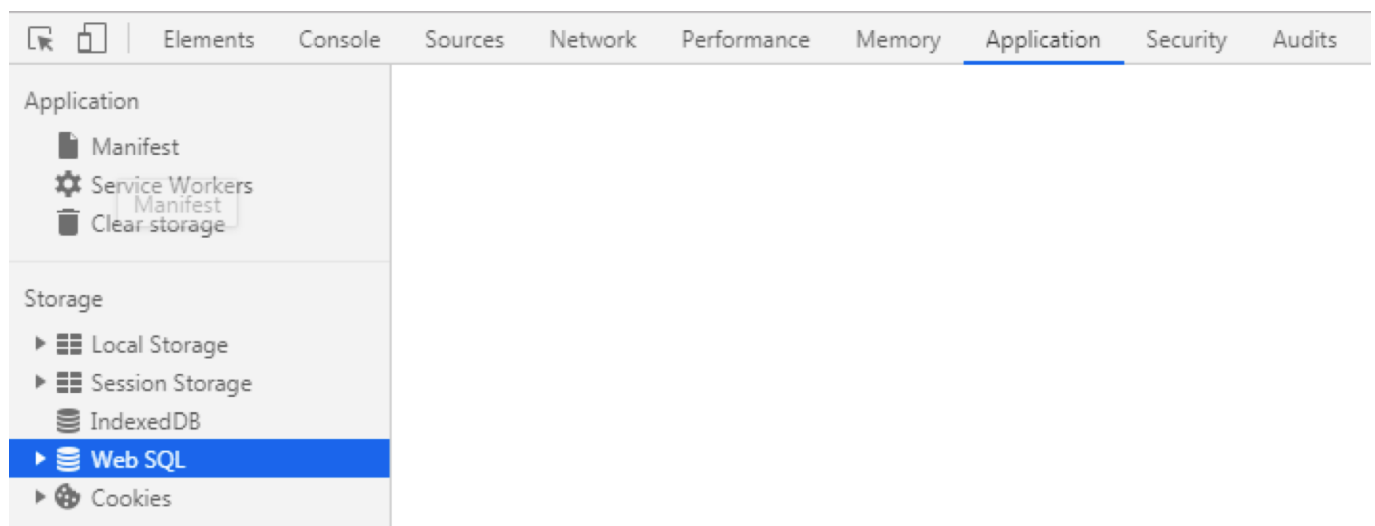 Elements Console Sources Network Performance Memory Application Security Audits
Application
Manifest
Service Workers
Manifest
Clear storage
Storage
Local Storage
Session Storage
IndexedDB
Web SQL
Cookies